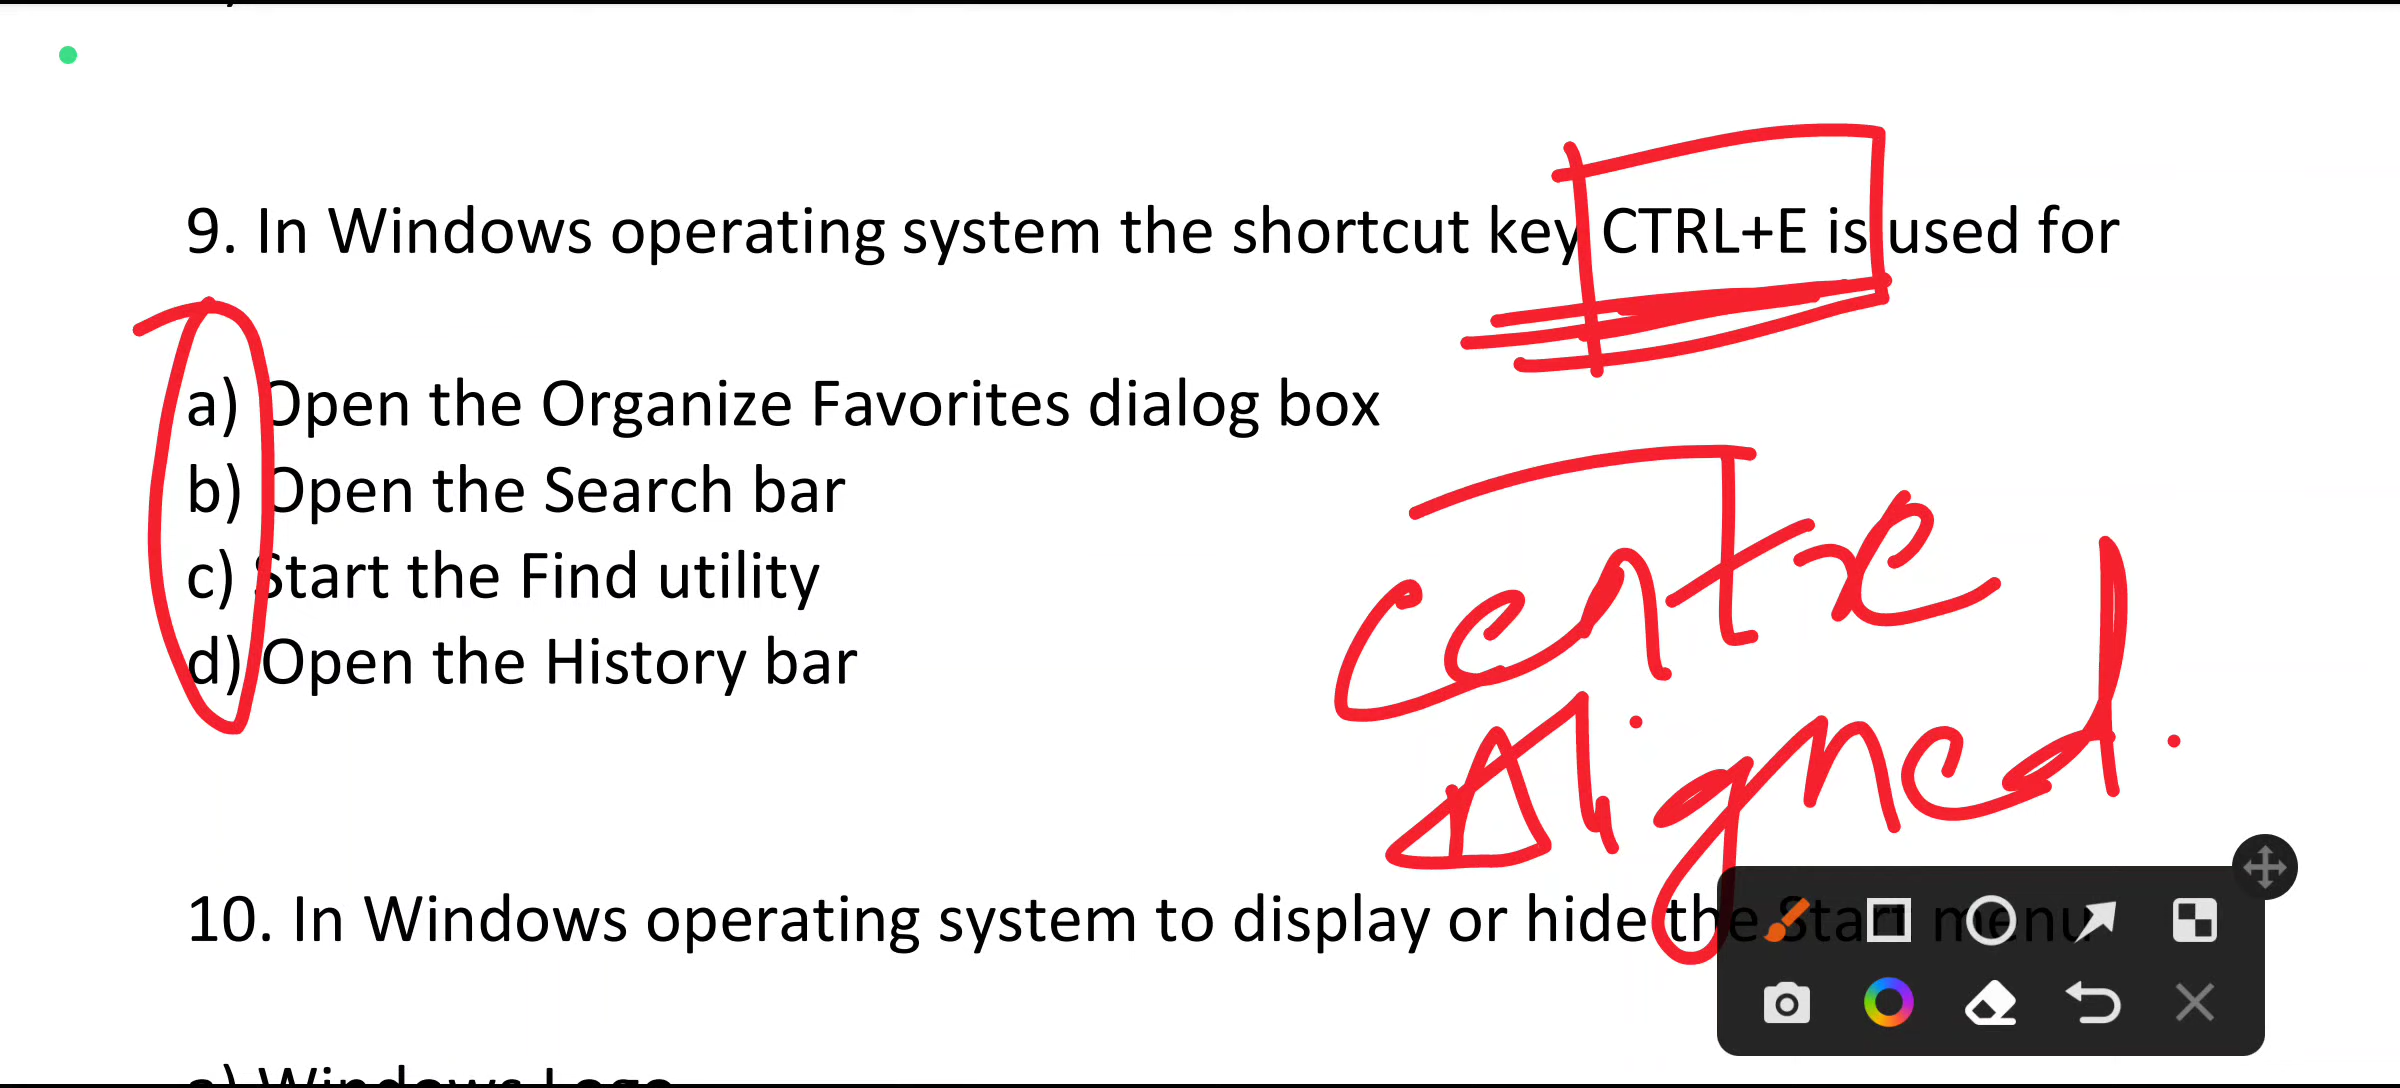 9. In Windows operating system the shortcut key CTRL+E is used for
a) Open the Organize Favorites dialog box
b) Open the Search bar
c) Start the Find utility
d) Open the History bar
Centre
Aligned.
10. In Windows operating system to display or hide the Start menu
a) Windows Logo